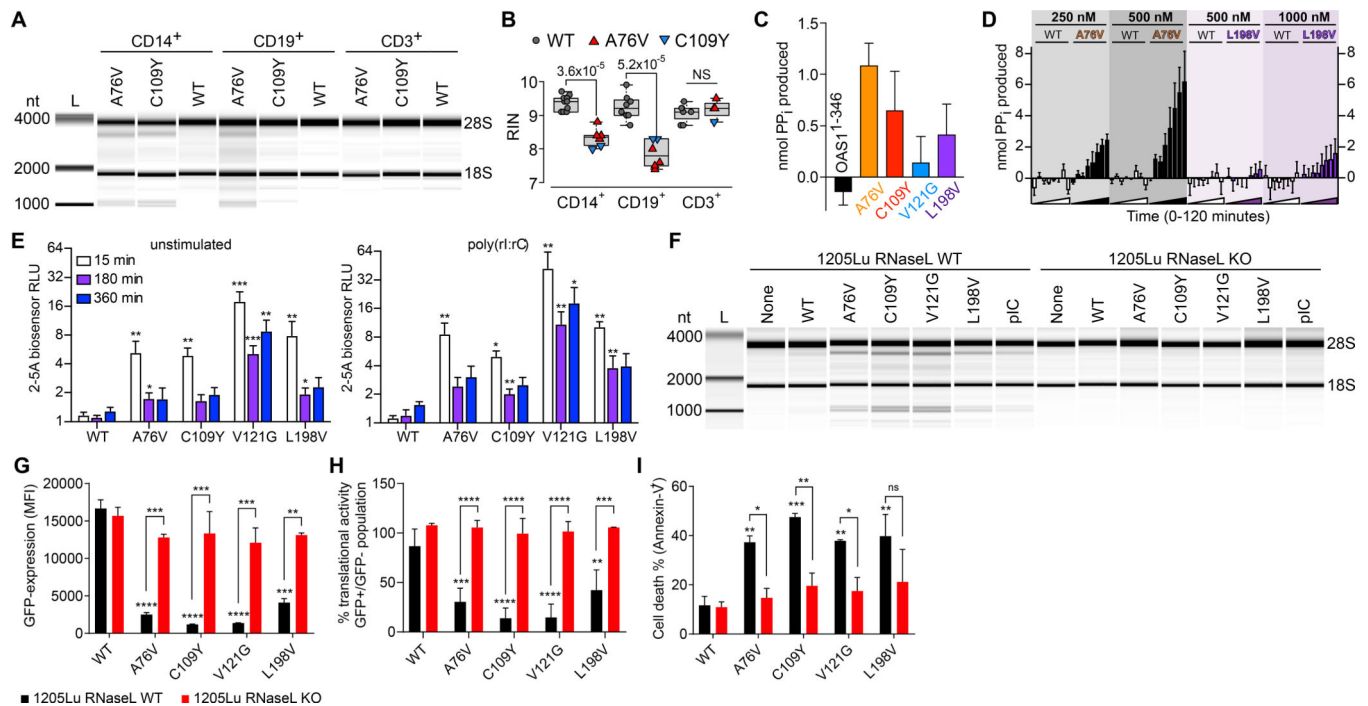 A
CD14+ CD19+ CD3+
nt L A76V C109Y WT A76V C109Y WT A76V C109Y WT
4000
28S
2000
18S
1000
B
WT A76V C109Y
3.6x10-5 5.2x10-5 NS
RIN
10
9
8
7
CD14+ CD19+ CD3+
C
nmol PPi produced
1.5
1.0
0.5
0.0
OAS11-346
A76V
C109Y
V121G
L198V
D
250 nM 500 nM 500 nM 1000 nM
WT A76V WT A76V WT L198V WT L198V
nmol PPi produced
8
6
4
2
0
8
6
4
2
0
Time (0-120 minutes)
E
unstimulated
15 min
180 min
360 min
2-5A biosensor RLU
64
32
16
8
4
2
1
** * ** *** *** ** ** *
WT A76V C109Y V121G L198V
poly(rI:rC)
2-5A biosensor RLU
64
32
16
8
4
2
1
** * ** ** ** * ** **
WT A76V C109Y V121G L198V
F
1205Lu RNaseL WT 1205Lu RNaseL KO
nt L None WT A76V C109Y V121G L198V pIC None WT A76V C109Y V121G L198V pIC
4000
28S
2000
18S
1000
G
GFP-expression (MFI)
20000
15000
10000
5000
0
*** *** *** **
**** **** **** ***
WT A76V C109Y V121G L198V
H
% translational activity
GFP+/GFP- population
150
100
50
0
**** **** **** ***
*** **** **** **
WT A76V C109Y V121G L198V
I
Cell death % (Annexin-V+)
60
40
20
0
* ** * ns
** *** ** **
WT A76V C109Y V121G L198V
1205Lu RNaseL WT 1205Lu RNaseL KO